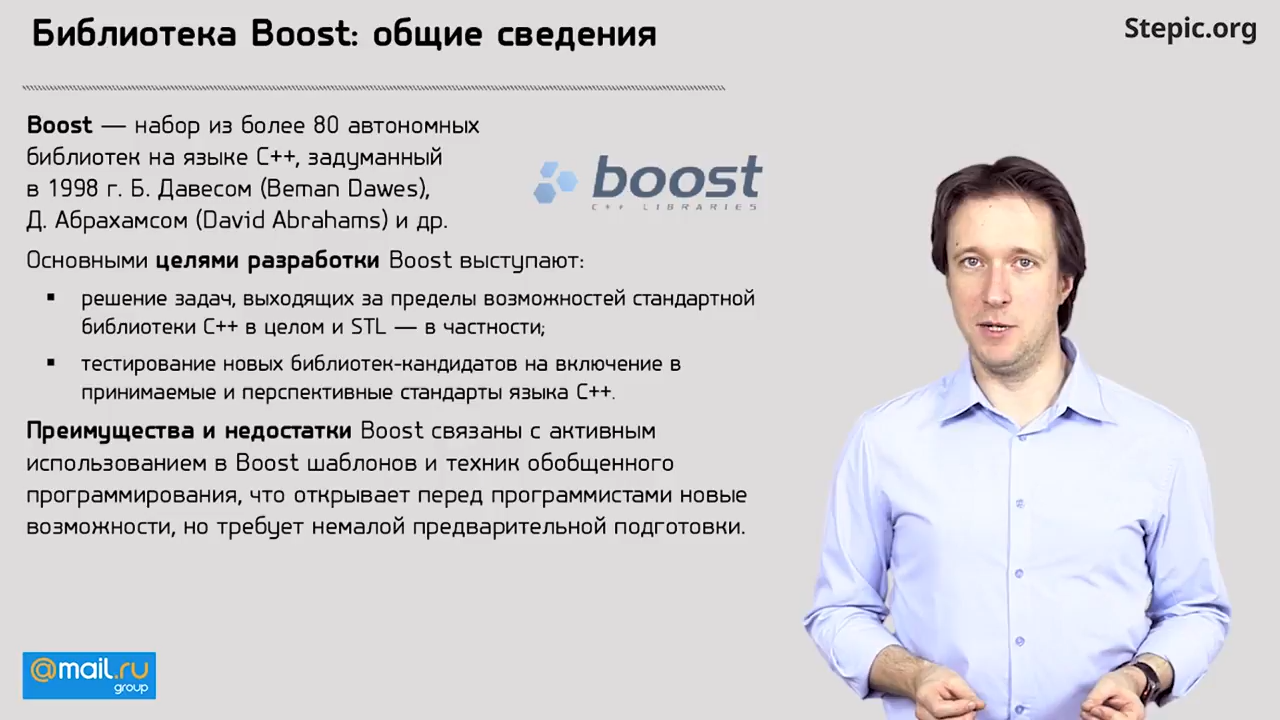 Библиотека Boost: общие сведения
Stepic.org
Boost — набор из более 80 автономных
библиотек на языке C++, задуманный
в 1998 г. Б. Давесом (Beman Dawes),
Д. Абрахамсом (David Abrahams) и др.
boost
C++ LIBRARIES
Основными целями разработки Boost выступают:
▪ решение задач, выходящих за пределы возможностей стандартной
библиотеки C++ в целом и STL — в частности;
▪ тестирование новых библиотек-кандидатов на включение в
принимаемые и перспективные стандарты языка C++.
Преимущества и недостатки Boost связаны с активным
использованием в Boost шаблонов и техник обобщенного
программирования, что открывает перед программистами новые
возможности, но требует немалой предварительной подготовки.
@mail.ru
group